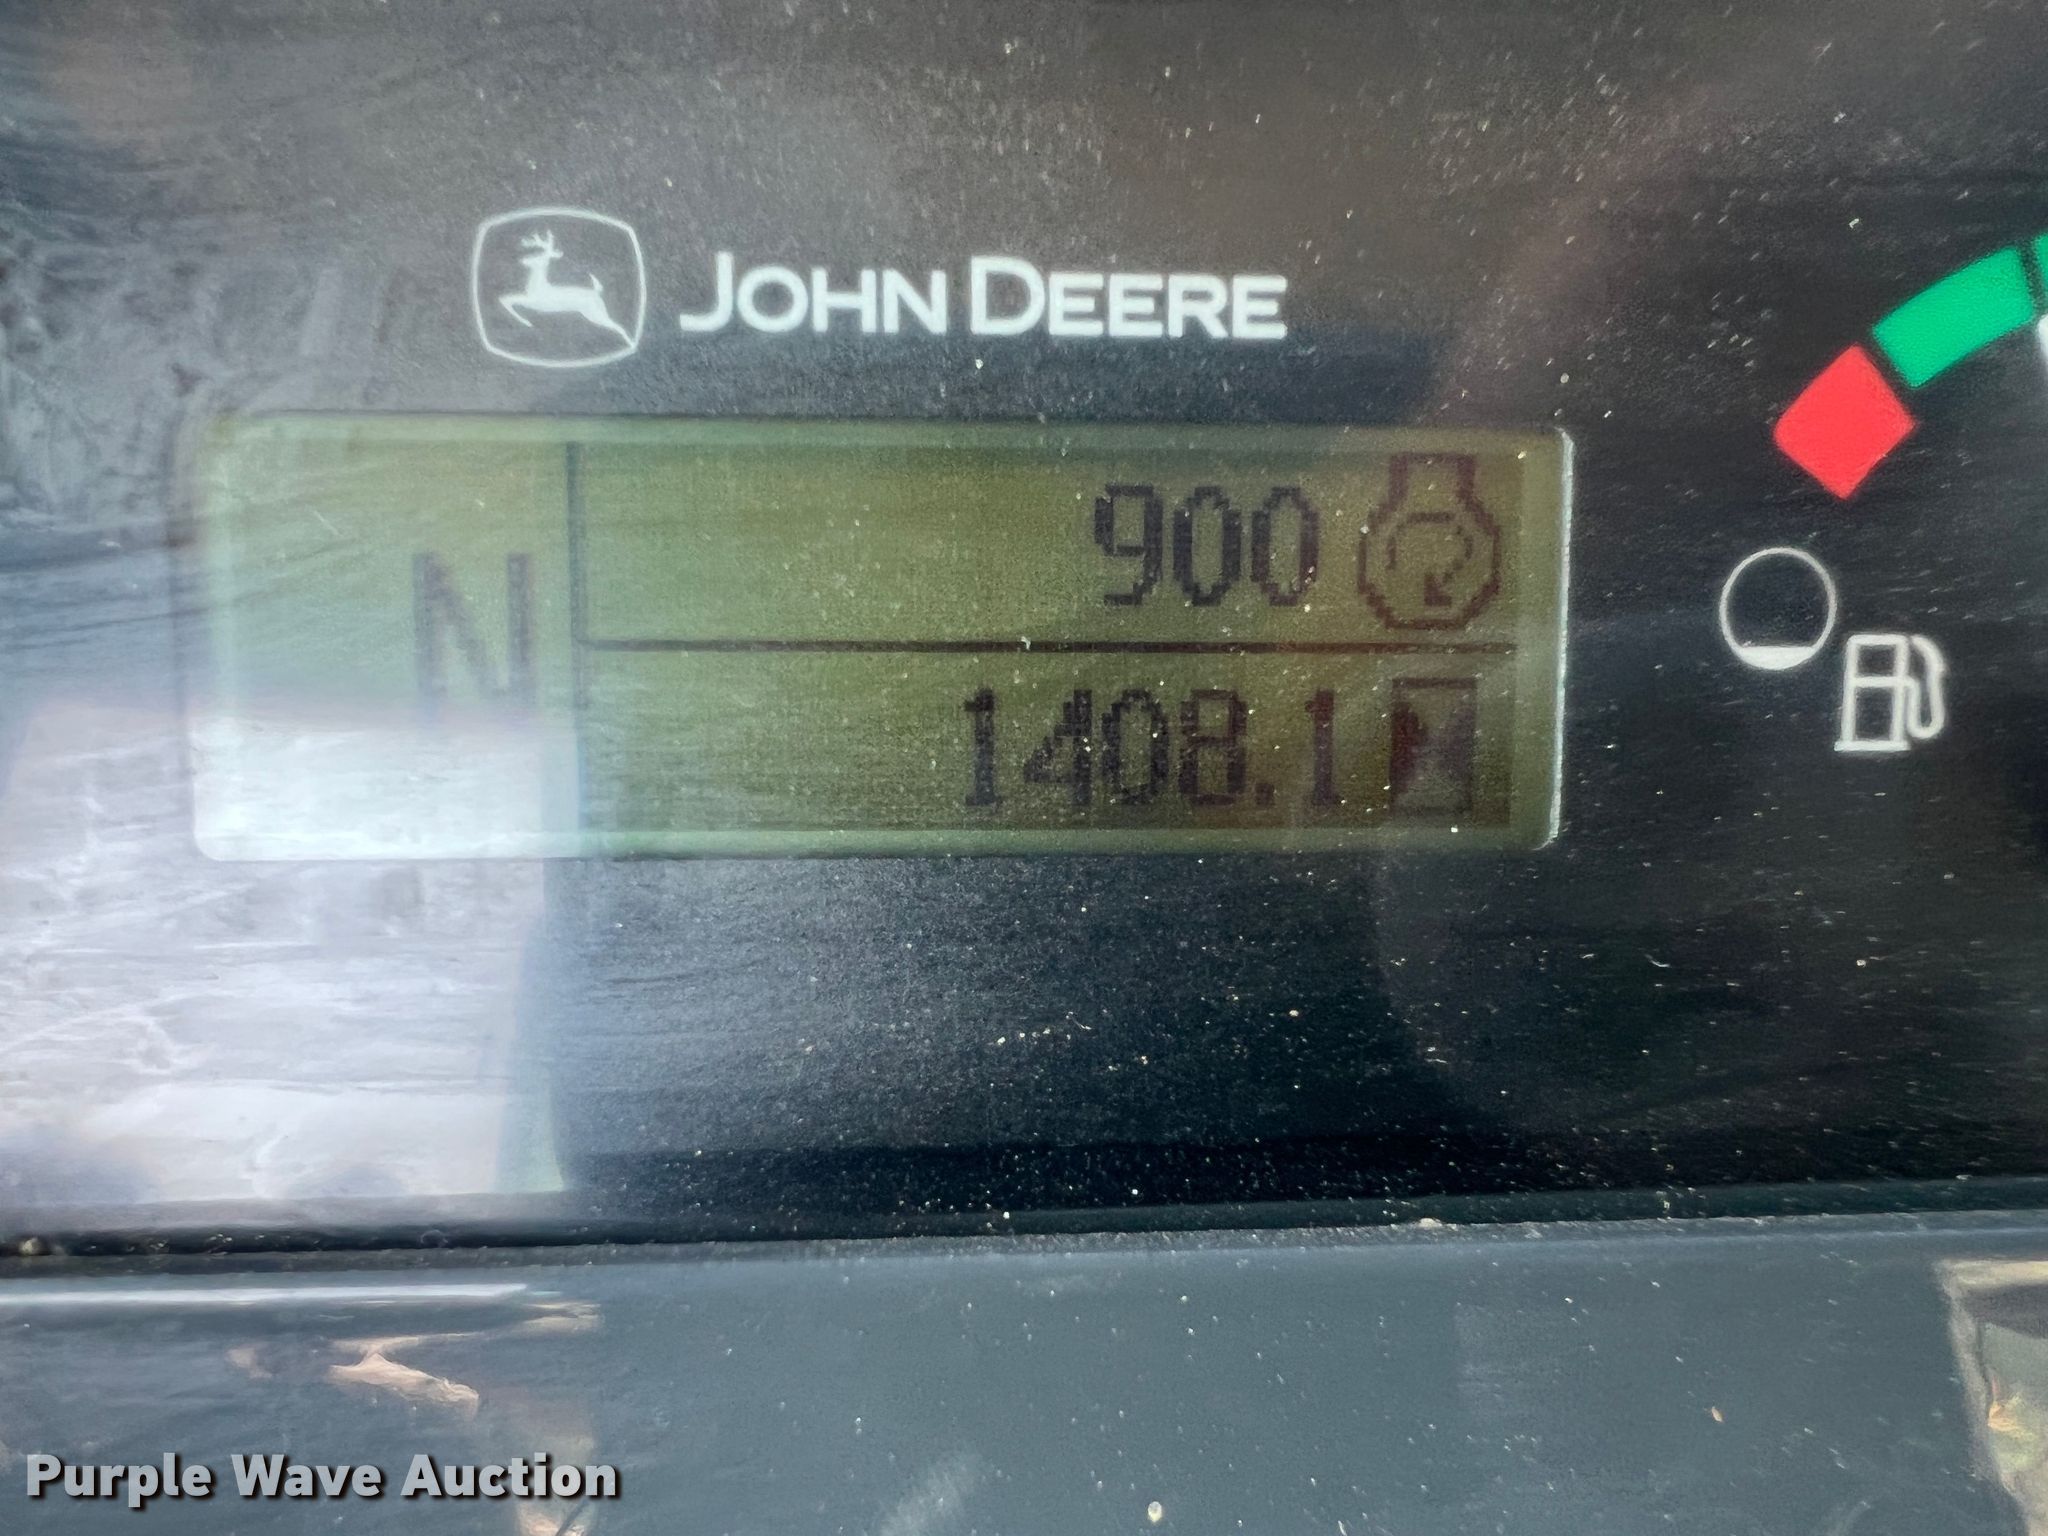 JOHN DEERE
900
N
1408.1
Purple Wave Auction